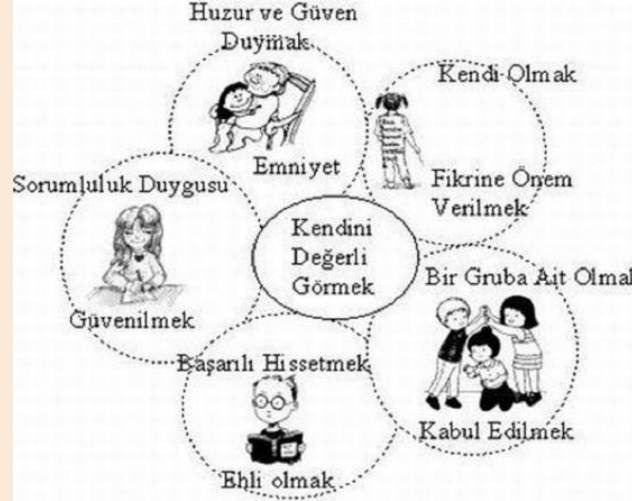 Huzur ve Güven
Duymak
Emniyet
Kendi Olmak
Fikrine Önem
Verilmek
Sorumluluk Duygusu
Güvenilmek
Kendini
Değerli
Görmek
Bir Gruba Ait Olmak
Kabul Edilmek
Başarılı Hissetmek
Ehli olmak